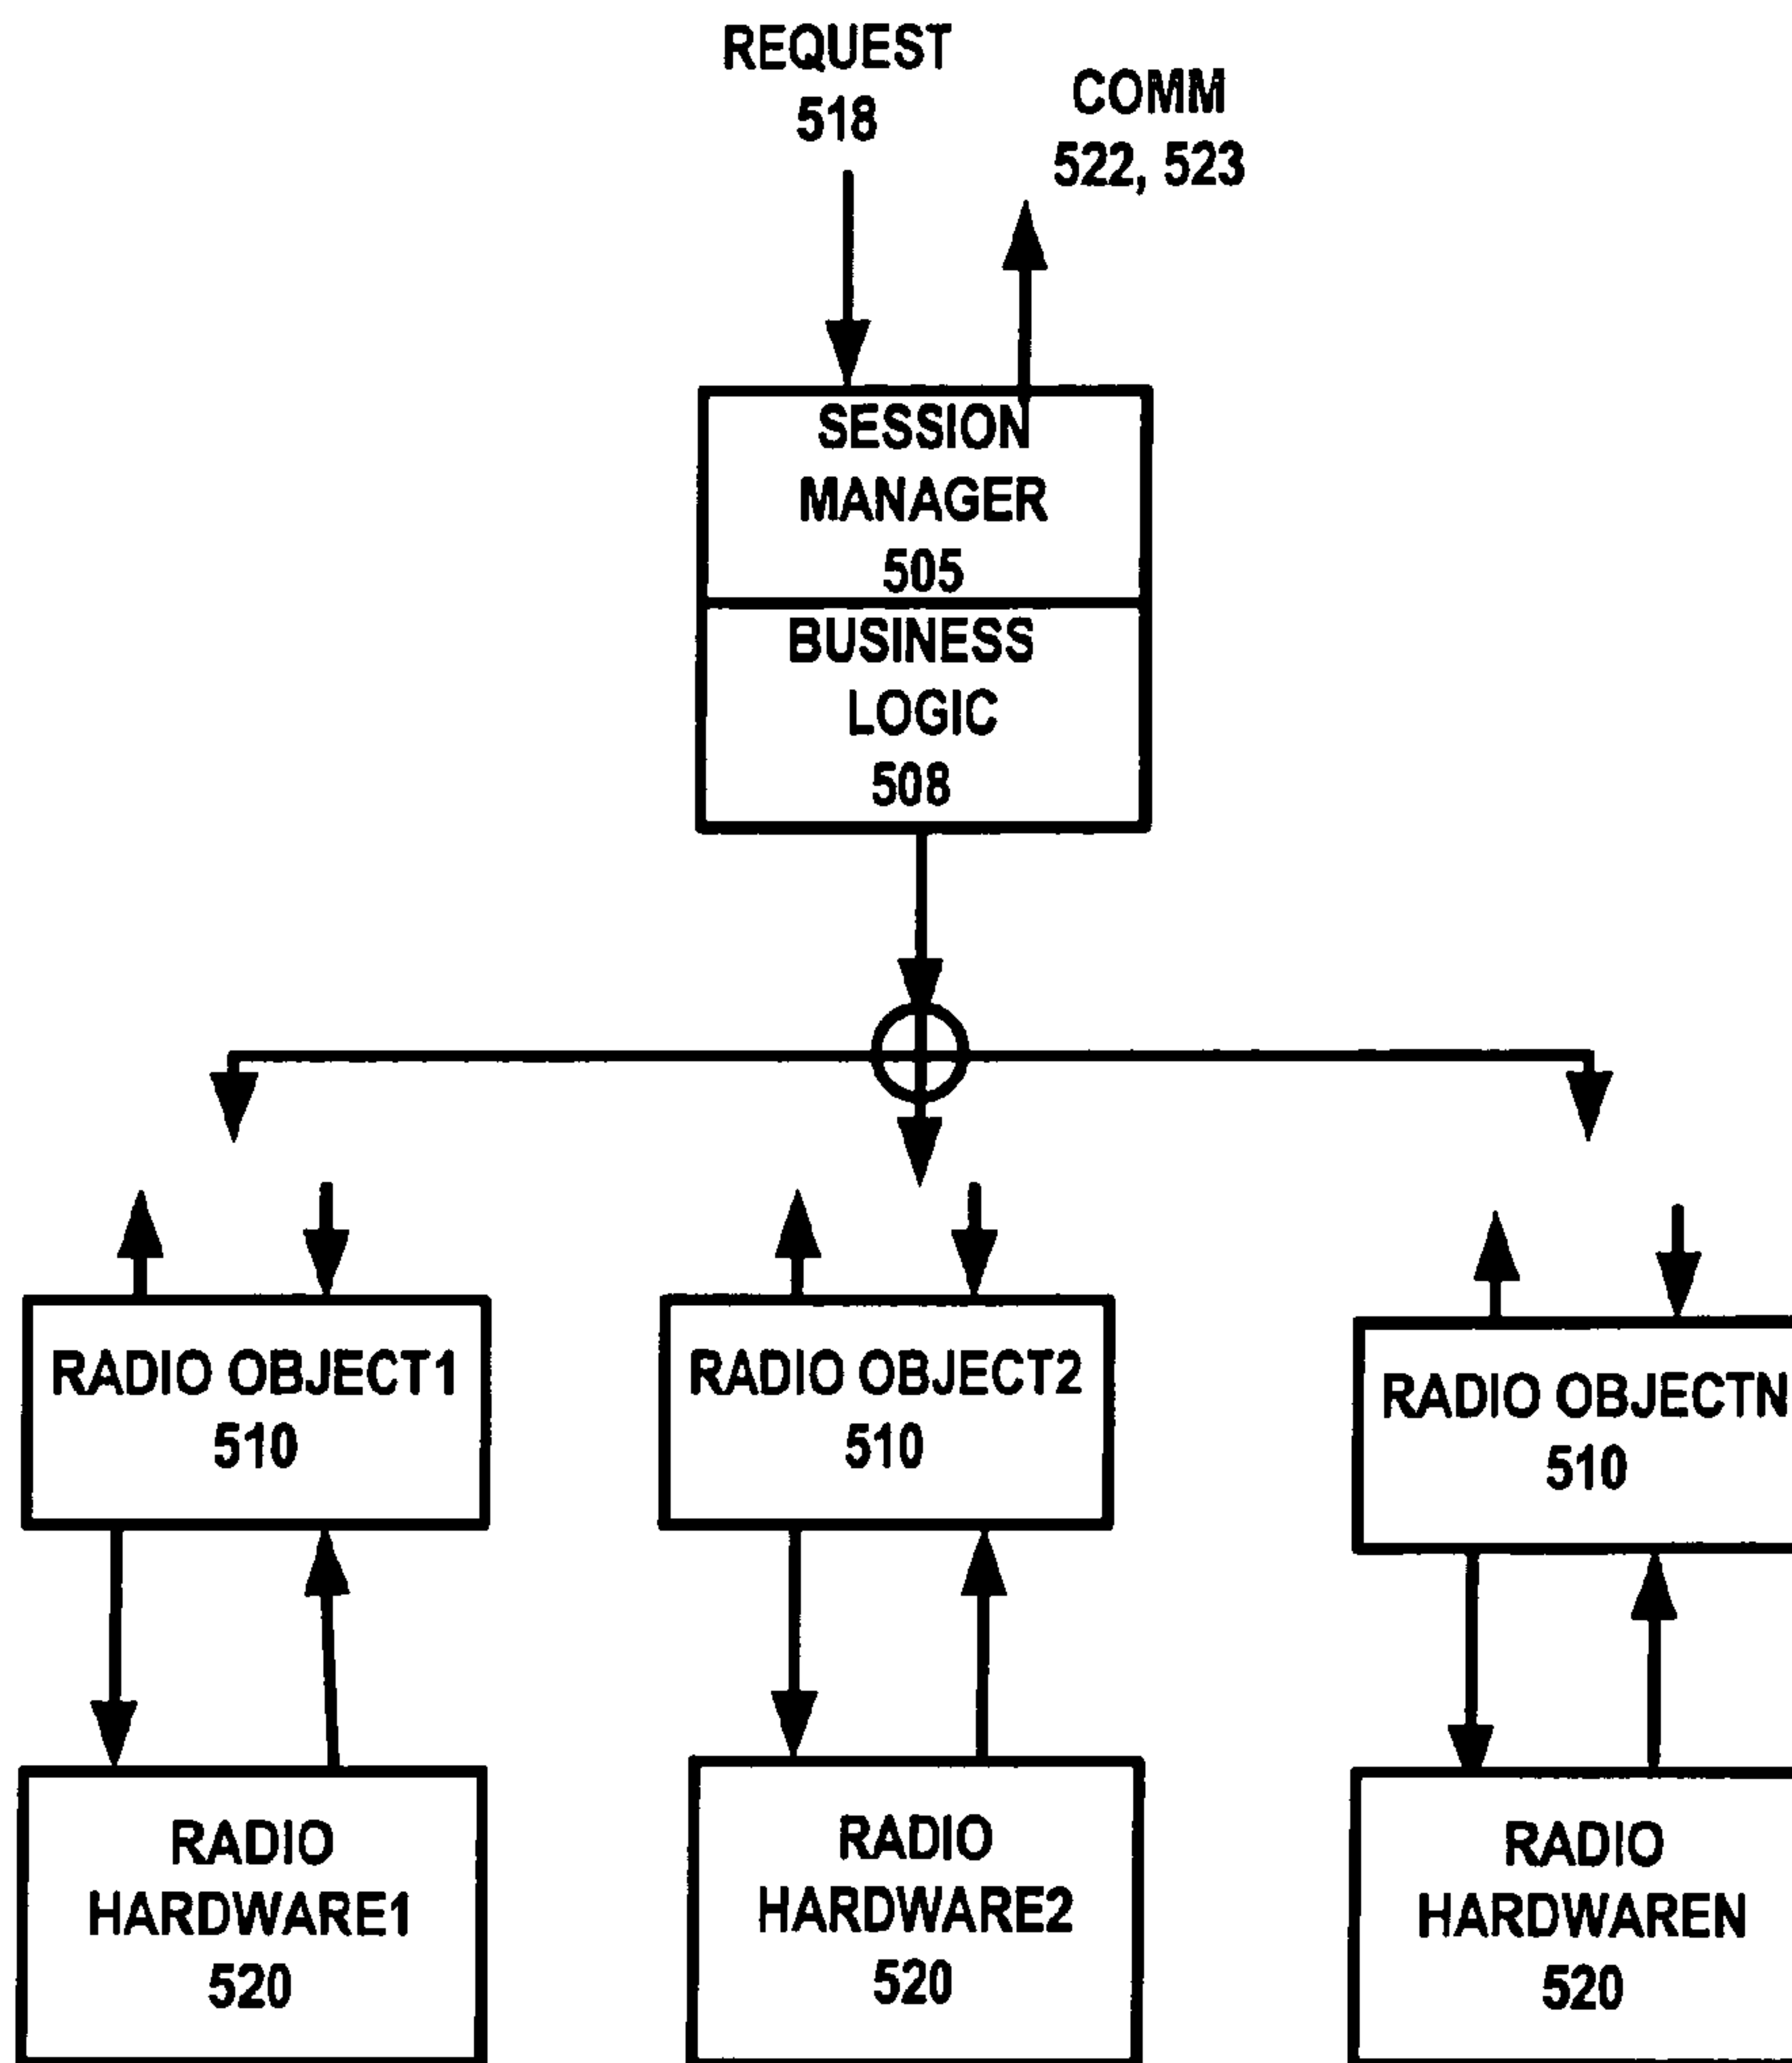 REQUEST
518
COMM
522, 523
SESSION
MANAGER
505
BUSINESS
LOGIC
508
RADIO OBJECT1
510
RADIO OBJECT2
510
RADIO OBJECTN
510
RADIO
HARDWARE1
520
RADIO
HARDWARE2
520
RADIO
HARDWAREN
520